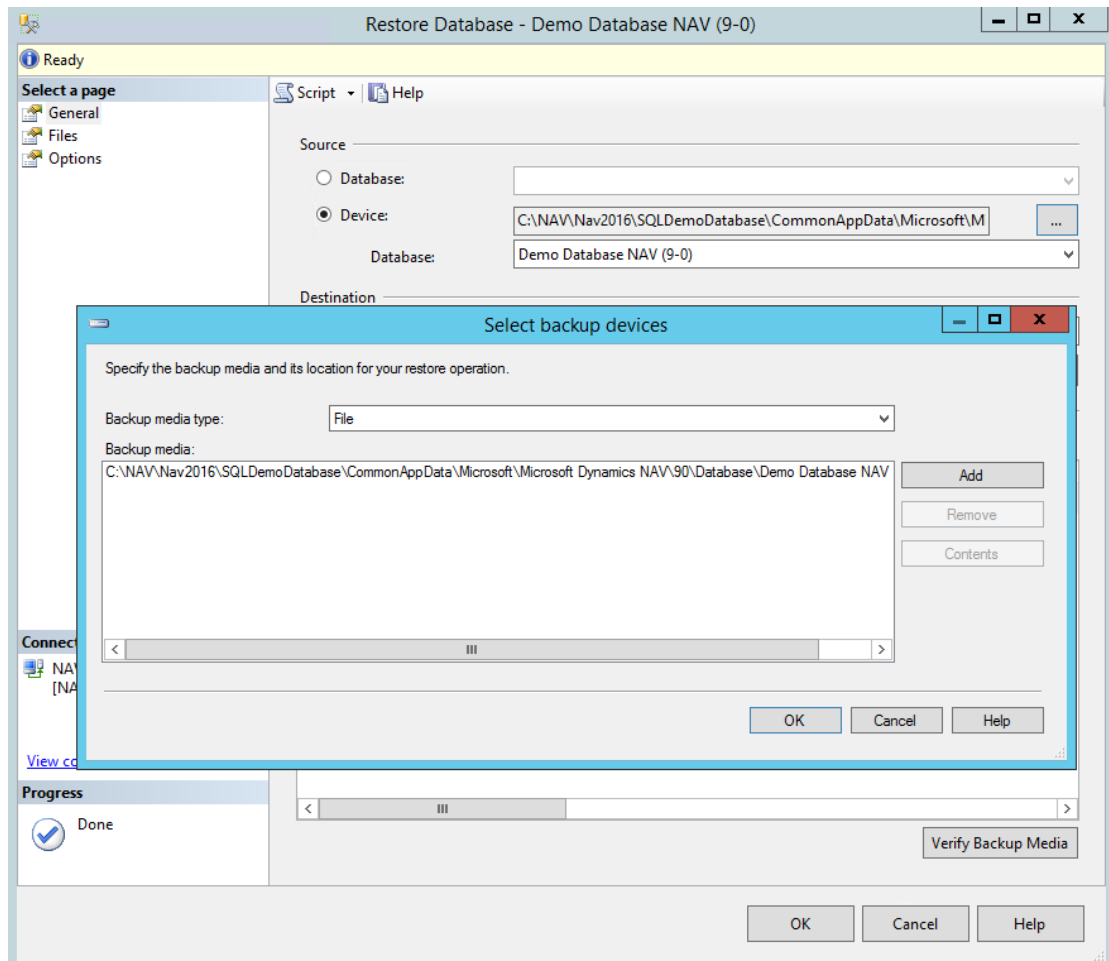 Restore Database - Demo Database NAV (9-0)
Ready
Select a page
General
Files
Options
Script
Help
Source
Database:
Device:
C:\NAV\Nav2016\SQLDemoDatabase\CommonAppData\Microsoft\M
...
Database:
Demo Database NAV (9-0)
Destination
Select backup devices
Specify the backup media and its location for your restore operation.
Backup media type:
File
Backup media:
C:\NAV\Nav2016\SQLDemoDatabase\CommonAppData\Microsoft\Microsoft Dynamics NAV\90\Database\Demo Database NAV
Add
Remove
Contents
OK
Cancel
Help
Connect
NAV
[NA
View co
Progress
Done
Verify Backup Media
OK
Cancel
Help